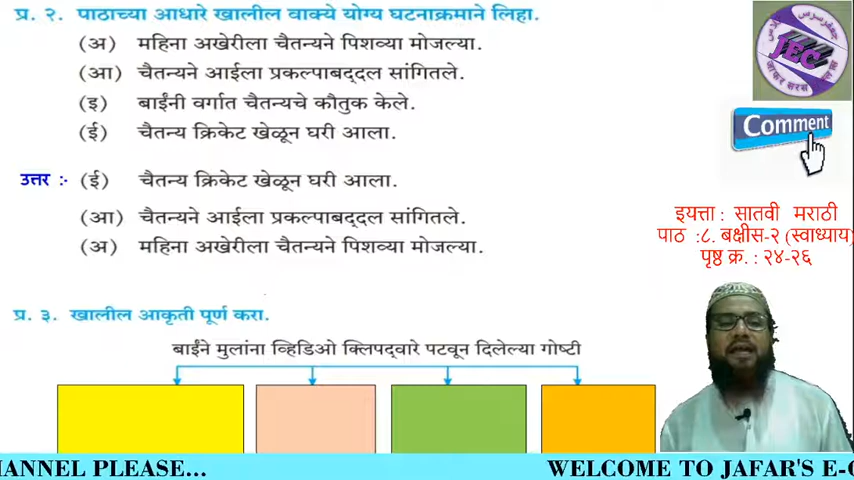 प्र. २. पाठाच्या आधारे खालील वाक्ये योग्य घटनाक्रमाने लिहा.
(अ) महिना अखेरीला चैतन्यने पिशव्या मोजल्या.
(आ) चैतन्यने आईला प्रकल्पाबद्दल सांगितले.
(इ) बाईंनी वर्गात चैतन्यचे कौतुक केले.
(ई) चैतन्य क्रिकेट खेळून घरी आला.
उत्तर :- (ई) चैतन्य क्रिकेट खेळून घरी आला.
(आ) चैतन्यने आईला प्रकल्पाबद्दल सांगितले.
(अ) महिना अखेरीला चैतन्यने पिशव्या मोजल्या.
प्र. ३. खालील आकृती पूर्ण करा.
बाईंने मुलांना व्हिडिओ क्लिपद्वारे पटवून दिलेल्या गोष्टी
JEC
Comment
इयत्ता : सातवी मराठी
पाठ :८. बक्षीस-२ (स्वाध्याय)
पृष्ठ क्र. : २४-२६
HANNEL PLEASE... WELCOME TO JAFAR'S E-C